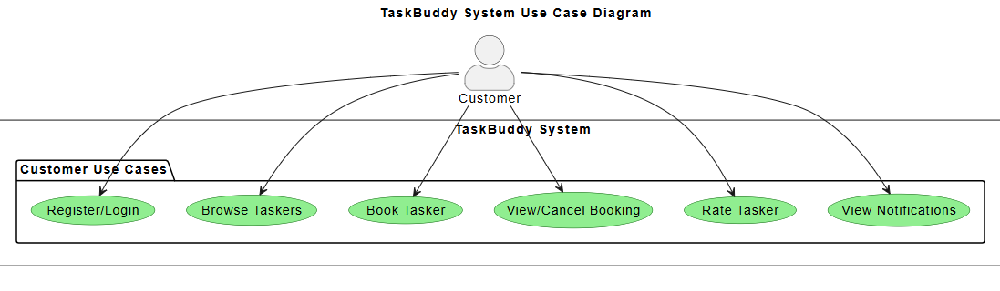 TaskBuddy System Use Case Diagram
Customer
TaskBuddy System
Customer Use Cases
Register/Login
Browse Taskers
Book Tasker
View/Cancel Booking
Rate Tasker
View Notifications